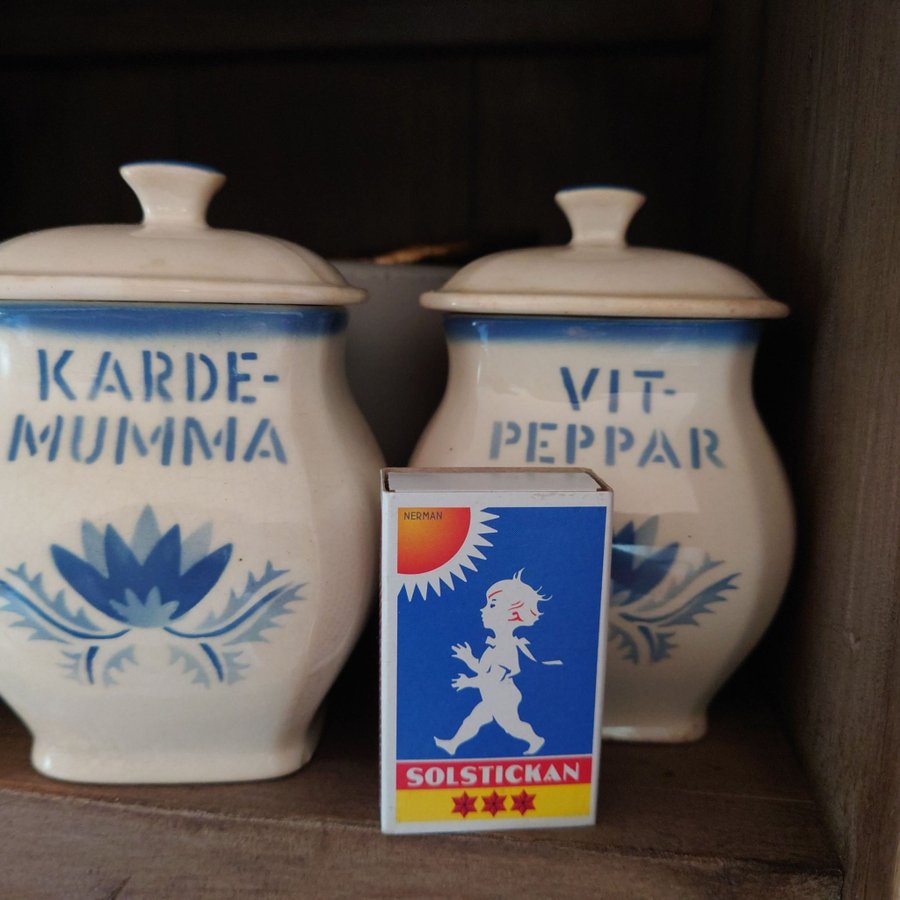 KARDE-
MUMMA
VIT-
PEPPAR
NERMAN
SOLSTICKAN